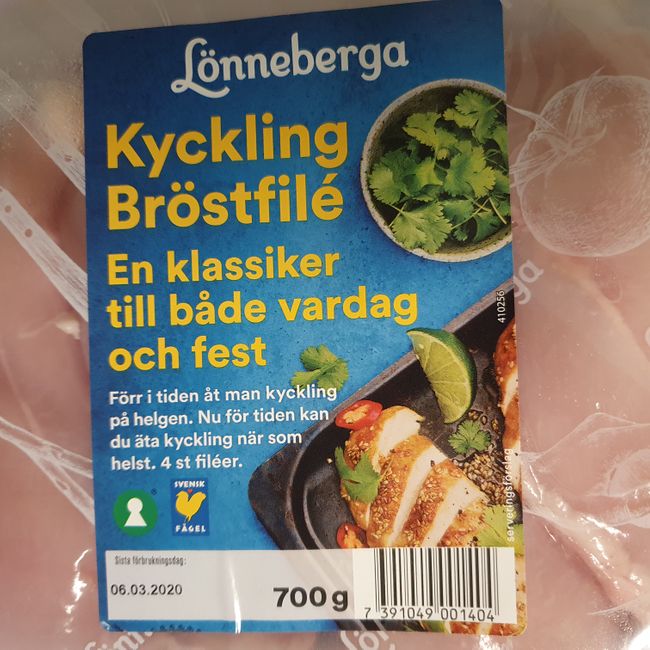 Lönneberga
Kyckling
Bröstfilé
En klassiker
till både vardag
och fest
Förr i tiden åt man kyckling
på helgen. Nu för tiden kan
du äta kyckling när som
helst. 4 st filéer.
SVENSK
FÅGEL
Sista förbrukningsdag:
06.03.2020
700g
7 391049 001404
410256
serveringsförslag